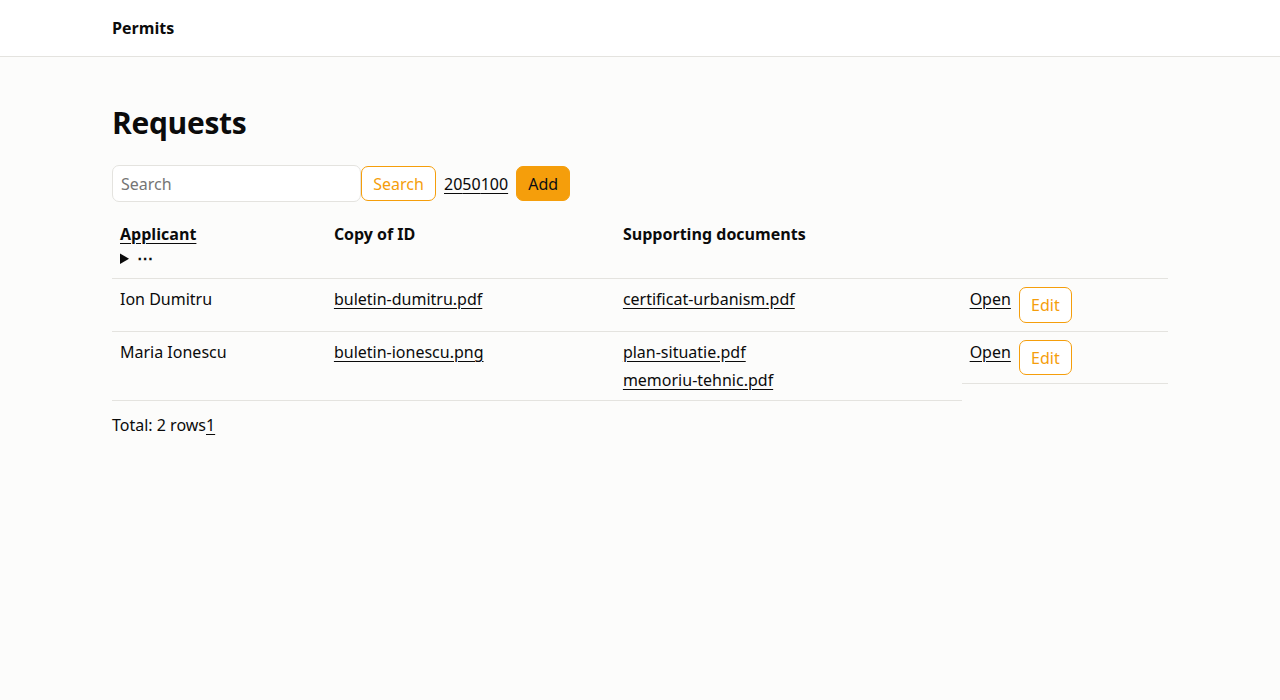 Permits
Requests
Search Search 2050100 Add
Applicant Copy of ID Supporting documents
▶ ···
Ion Dumitru buletin-dumitru.pdf certificat-urbanism.pdf Open Edit
Maria Ionescu buletin-ionescu.png plan-situatie.pdf Open Edit
memoriu-tehnic.pdf
Total: 2 rows1